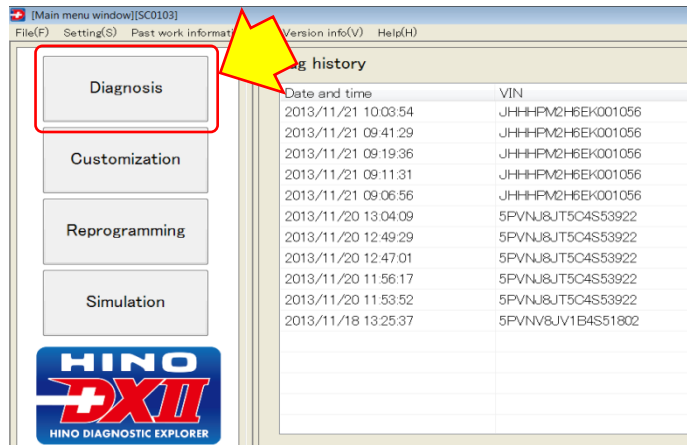 [Main menu window][SC0103]
File(F) Setting(S) Past work informati Version info(V) Help(H)
Diagnosis
Customization
Reprogramming
Simulation
HINO
DXII
HINO DIAGNOSTIC EXPLORER
g history
Date and time VIN
2013/11/21 10:03:54 JHHHPM2H6EK001056
2013/11/21 09:41:29 JHHHPM2H6EK001056
2013/11/21 09:19:36 JHHHPM2H6EK001056
2013/11/21 09:11:31 JHHHPM2H6EK001056
2013/11/21 09:06:56 JHHHPM2H6EK001056
2013/11/20 13:04:09 5PVNJ8JT5C4S53922
2013/11/20 12:49:29 5PVNJ8JT5C4S53922
2013/11/20 12:47:01 5PVNJ8JT5C4S53922
2013/11/20 11:56:17 5PVNJ8JT5C4S53922
2013/11/20 11:53:52 5PVNJ8JT5C4S53922
2013/11/18 13:25:37 5PVNV8JV1B4S51802